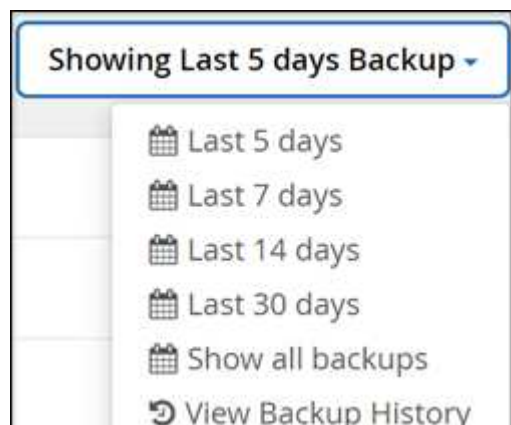 Showing Last 5 days Backup
Last 5 days
Last 7 days
Last 14 days
Last 30 days
Show all backups
View Backup History